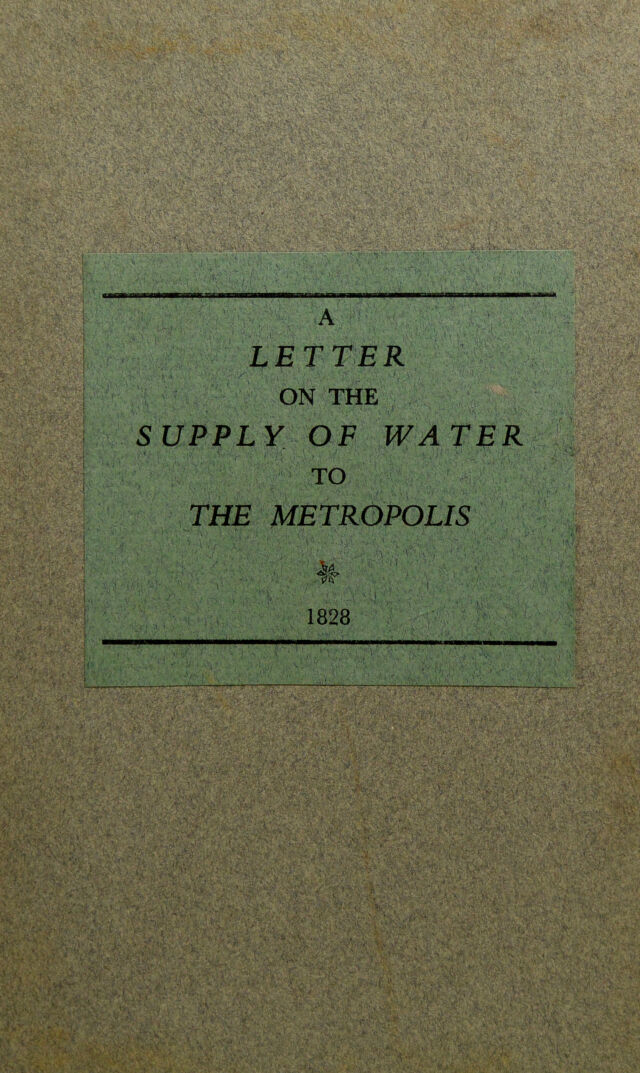 A
LETTER
ON THE
SUPPLY OF WATER
TO
THE METROPOLIS
1828